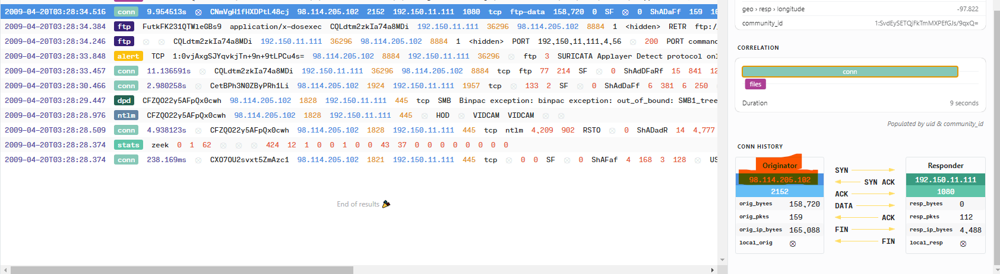 2009-04-20T03:28:34.516 conn 9.954513s ⊗ CNmVgH1fHXDPtL48cj 98.114.205.102 2152 192.150.11.111 1080 tcp ftp-data 158,720 0 SF ⊗ 0 ShADaFf 159
2009-04-20T03:28:34.384 ftp FutkFK231QTWleGBs9 application/x-dosexec CQLdtm2zkIa74a8MDi 192.150.11.111 36296 98.114.205.102 8884 1 <hidden> RETR ftp:/
2009-04-20T03:28:34.246 ftp ⊗ ⊗ CQLdtm2zkIa74a8MDi 192.150.11.111 36296 98.114.205.102 8884 1 <hidden> PORT 192,150,11,111,4,56 ⊗ 200 PORT comman
2009-04-20T03:28:33.848 alert TCP 1:0vjAxgSJYqvkjTn+9n+9tLPCu4s= 98.114.205.102 8884 192.150.11.111 36296 ⊗ ftp 3 SURICATA Applayer Detect protocol onl
2009-04-20T03:28:33.457 conn 11.136591s ⊗ CQLdtm2zkIa74a8MDi 192.150.11.111 36296 98.114.205.102 8884 tcp ftp 77 214 SF ⊗ 0 ShAdDFaRf 15 841 12
2009-04-20T03:28:30.466 conn 2.980258s ⊗ CetBPh3N0ZByPRh1Li 98.114.205.102 1924 192.150.11.111 1957 tcp ⊗ 133 2 SF ⊗ 0 ShAdDaFf 6 381 6 250
2009-04-20T03:28:29.447 dpd CFZQO22y5AFpQx0cwh 98.114.205.102 1828 192.150.11.111 445 tcp SMB Binpac exception: binpac exception: out_of_bound: SMB1_tree
2009-04-20T03:28:28.976 ntlm CFZQO22y5AFpQx0cwh 98.114.205.102 1828 192.150.11.111 445 ⊗ HOD ⊗ VIDCAM VIDCAM ⊗ ⊗
2009-04-20T03:28:28.509 conn 4.938123s ⊗ CFZQO22y5AFpQx0cwh 98.114.205.102 1828 192.150.11.111 445 tcp ntlm 4,209 902 RSTO ⊗ 0 ShADadR 14 4,777
2009-04-20T03:28:28.374 stats zeek 0 1 62 ⊗ ⊗ ⊗ 424 12 1 0 0 1 0 0 43 37 0 0 0 0 0 0 0 0
2009-04-20T03:28:28.374 conn 238.169ms ⊗ CXO7OU2svxt5ZmAzc1 98.114.205.102 1821 192.150.11.111 445 tcp ⊗ 0 0 SF ⊗ 0 ShAFaf 4 168 3 128 ⊗ US
End of results
geo › resp › longitude -97.822
community_id 1:SvdEySETQjFkTmMXPEfGJs/9qxQ=
CORRELATION
conn
files
Duration 9 seconds
Populated by uid & community_id
CONN HISTORY
Originator
98.114.205.102
2152
orig_bytes 158,720
orig_pkts 159
orig_ip_bytes 165,088
local_orig ⊗
SYN
SYN ACK
ACK
DATA
ACK
FIN
FIN
Responder
192.150.11.111
1080
resp_bytes 0
resp_pkts 112
resp_ip_bytes 4,488
local_resp ⊗